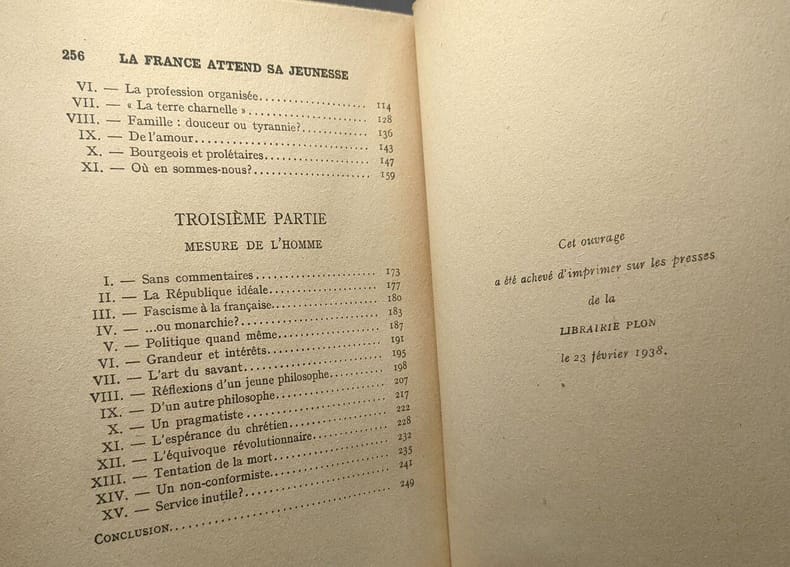 256 LA FRANCE ATTEND SA JEUNESSE
VI. — La profession organisée.................... 114
VII. — « La terre charnelle »...................... 128
VIII. — Famille : douceur ou tyrannie?............. 136
IX. — De l'amour.................................. 143
X. — Bourgeois et prolétaires..................... 147
XI. — Où en sommes-nous?......................... 159
TROISIÈME PARTIE
MESURE DE L'HOMME
I. — Sans commentaires........................... 173
II. — La République idéale....................... 177
III. — Fascisme à la française.................... 180
IV. — ...ou monarchie?............................ 183
V. — Politique quand même........................ 187
VI. — Grandeur et intérêts....................... 191
VII. — L'art du savant............................ 195
VIII. — Réflexions d'un jeune philosophe........... 198
IX. — D'un autre philosophe...................... 207
X. — Un pragmatiste.............................. 217
XI. — L'espérance du chrétien.................... 222
XII. — L'équivoque révolutionnaire................ 228
XIII. — Tentation de la mort....................... 232
XIV. — Un non-conformiste......................... 235
XV. — Service inutile?............................ 241
CONCLUSION........................................ 249
Cet ouvrage
a été achevé d'imprimer sur les presses
de la
LIBRAIRIE PLON
le 23 février 1938.